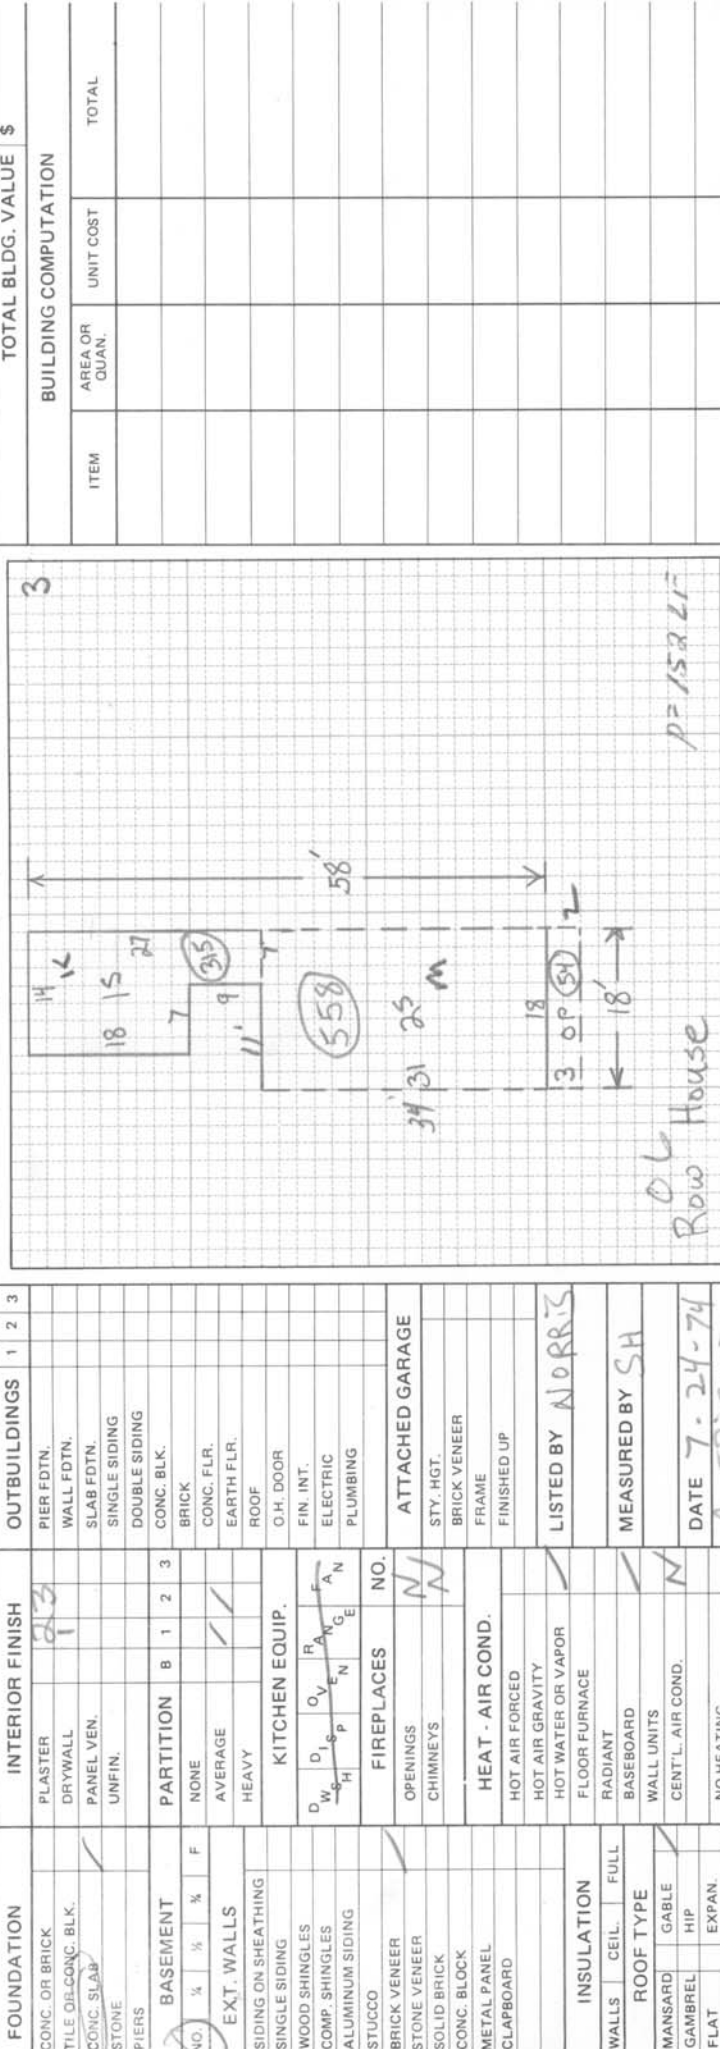 FOUNDATION
CONC. OR BRICK
TILE OR CONC. BLK.
CONC. SLAB
STONE
PIERS
BASEMENT
NO. ¼ ½ ¾ F
EXT. WALLS
SIDING ON SHEATHING
SINGLE SIDING
WOOD SHINGLES
COMP. SHINGLES
ALUMINUM SIDING
STUCCO
BRICK VENEER
STONE VENEER
SOLID BRICK
CONC. BLOCK
METAL PANEL
CLAPBOARD
INSULATION
WALLS CEIL. FULL
ROOF TYPE
MANSARD GABLE
GAMBREL HIP
FLAT EXPAN.
INTERIOR FINISH
PLASTER
DRYWALL
PANEL VEN.
UNFIN.
PARTITION B 1 2 3
NONE
AVERAGE
HEAVY
KITCHEN EQUIP.
DWSH DISP OVEN RANGE FAN
FIREPLACES NO.
OPENINGS N
CHIMNEYS N
HEAT - AIR COND.
HOT AIR FORCED
HOT AIR GRAVITY
HOT WATER OR VAPOR
FLOOR FURNACE
RADIANT
BASEBOARD
WALL UNITS
CENT'L. AIR COND. N
NO HEATING
OUTBUILDINGS 1 2 3
PIER FDTN.
WALL FDTN.
SLAB FDTN.
SINGLE SIDING
DOUBLE SIDING
CONC. BLK.
BRICK
CONC. FLR.
EARTH FLR.
ROOF
O.H. DOOR
FIN. INT.
ELECTRIC
PLUMBING
ATTACHED GARAGE
STY. HGT.
BRICK VENEER
FRAME
FINISHED UP
LISTED BY NORRIS
MEASURED BY SH
DATE 7-24-74
3
14
18 1S 27
7
315
9
11'
558
34' 31 2S
58'
18
3 OP 54
18'
Row House
P=152 LF
TOTAL BLDG. VALUE $
BUILDING COMPUTATION
ITEM AREA OR QUAN. UNIT COST TOTAL